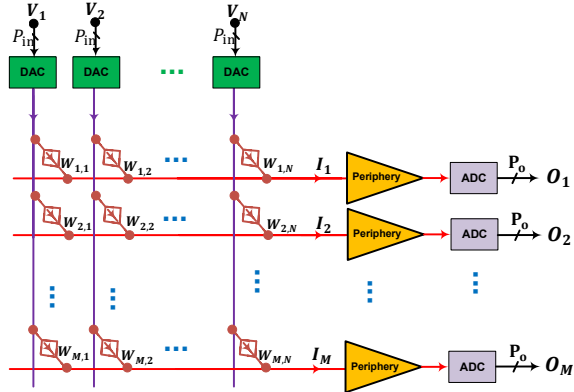 V1 V2 VN
Pin Pin Pin
DAC DAC ... DAC
W1,1 W1,2 ... W1,N I1 Periphery ADC Po O1
W2,1 W2,2 ... W2,N I2 Periphery ADC Po O2
WM,1 WM,2 ... WM,N IM Periphery ADC Po OM